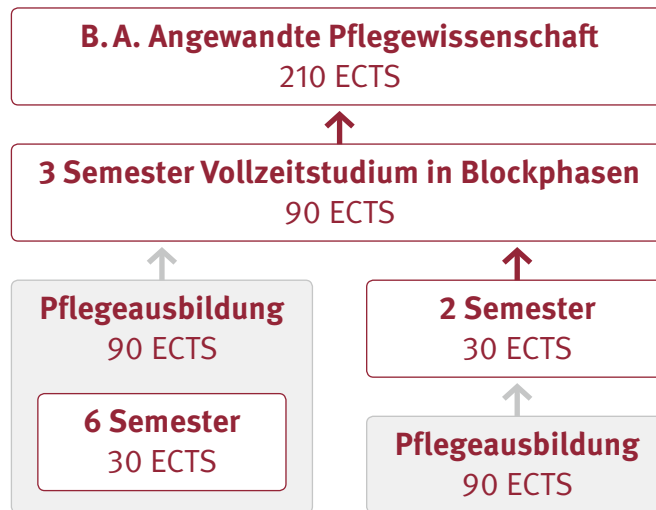 B. A. Angewandte Pflegewissenschaft
210 ECTS
3 Semester Vollzeitstudium in Blockphasen
90 ECTS
Pflegeausbildung
90 ECTS
6 Semester
30 ECTS
2 Semester
30 ECTS
Pflegeausbildung
90 ECTS